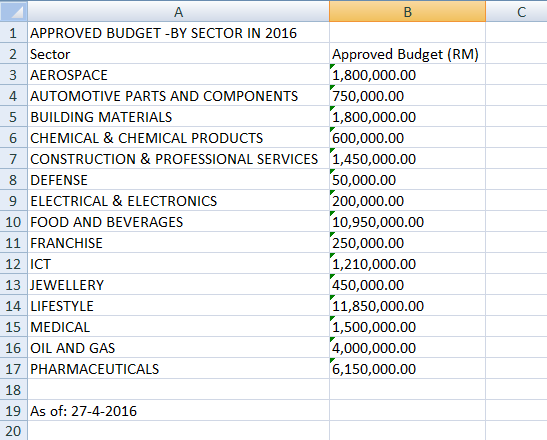 A B C
1 APPROVED BUDGET -BY SECTOR IN 2016
2 Sector Approved Budget (RM)
3 AEROSPACE 1,800,000.00
4 AUTOMOTIVE PARTS AND COMPONENTS 750,000.00
5 BUILDING MATERIALS 1,800,000.00
6 CHEMICAL & CHEMICAL PRODUCTS 600,000.00
7 CONSTRUCTION & PROFESSIONAL SERVICES 1,450,000.00
8 DEFENSE 50,000.00
9 ELECTRICAL & ELECTRONICS 200,000.00
10 FOOD AND BEVERAGES 10,950,000.00
11 FRANCHISE 250,000.00
12 ICT 1,210,000.00
13 JEWELLERY 450,000.00
14 LIFESTYLE 11,850,000.00
15 MEDICAL 1,500,000.00
16 OIL AND GAS 4,000,000.00
17 PHARMACEUTICALS 6,150,000.00
18
19 As of: 27-4-2016
20